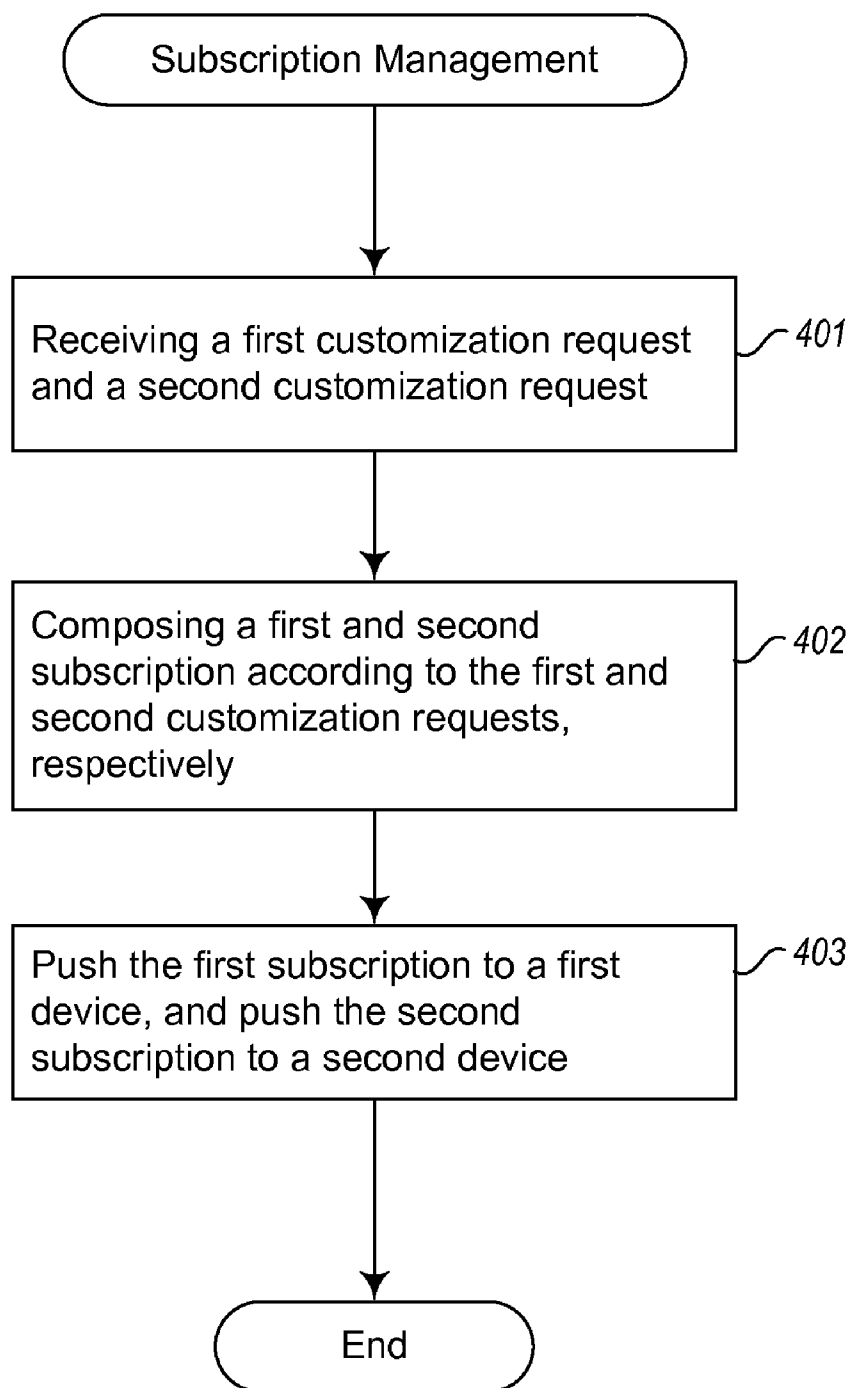 Subscription Management
Receiving a first customization request
and a second customization request
401
Composing a first and second
subscription according to the first and
second customization requests,
respectively
402
Push the first subscription to a first
device, and push the second
subscription to a second device
403
End